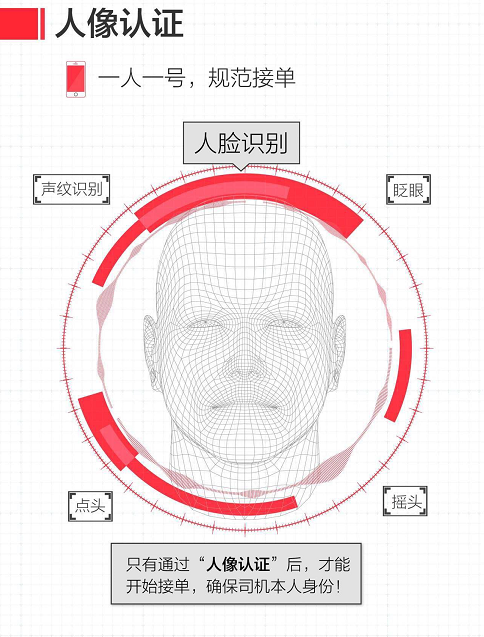 人像认证
一人一号，规范接单
人脸识别
声纹识别
眨眼
点头
摇头
只有通过“人像认证”后，才能
开始接单，确保司机本人身份！